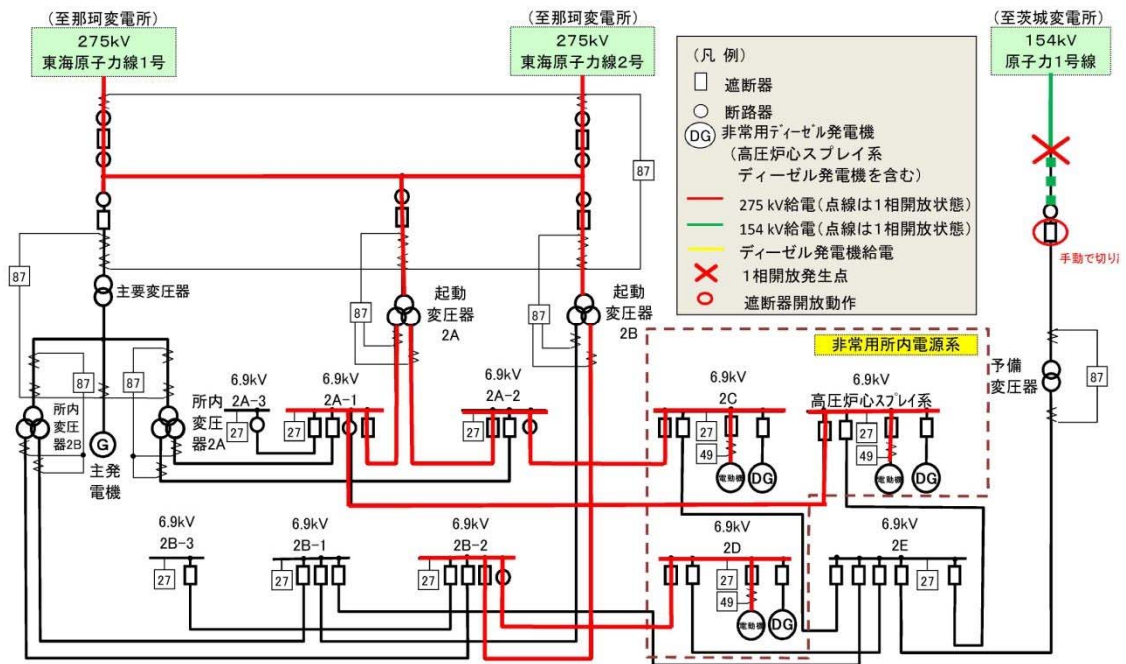 (至那珂変電所)
275kV
東海原子力線1号
(至那珂変電所)
275kV
東海原子力線2号
(至茨城変電所)
154kV
原子力1号線
(凡 例)
遮断器
断路器
DG
非常用ディーゼル発電機
(高圧炉心スプレイ系
ディーゼル発電機を含む)
275 kV給電(点線は1相開放状態)
154 kV給電(点線は1相開放状態)
ディーゼル発電機給電
1相開放発生点
遮断器開放動作
手動で切り
87
87
87
87
主要変圧器
起動
変圧器
2A
起動
変圧器
2B
非常用所内電源系
予備
変圧器
87
87
87
所内
変圧
器2B
G
主発
電機
所内
変圧
器2A
6.9kV
2A-3
27
6.9kV
2A-1
27
6.9kV
2A-2
27
6.9kV
2C
27
49
電動機
DG
6.9kV
高圧炉心スプレイ系
27
49
電動機
DG
6.9kV
2B-3
27
6.9kV
2B-1
27
6.9kV
2B-2
27
6.9kV
2D
27
49
電動機
DG
6.9kV
2E
27